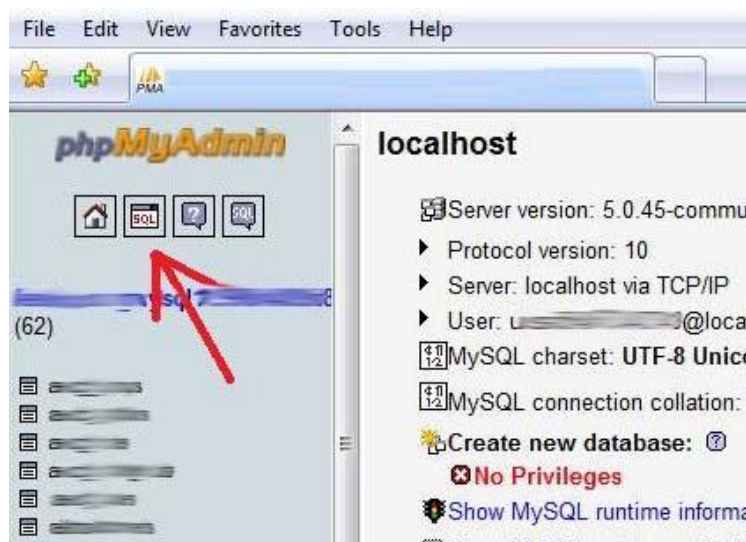 File Edit View Favorites Tools Help
PMA
phpMyAdmin
SQL ? SQL
(62)
localhost
Server version: 5.0.45-commu
Protocol version: 10
Server: localhost via TCP/IP
User: u @loca
MySQL charset: UTF-8 Unico
MySQL connection collation:
Create new database: ?
No Privileges
Show MySQL runtime informa